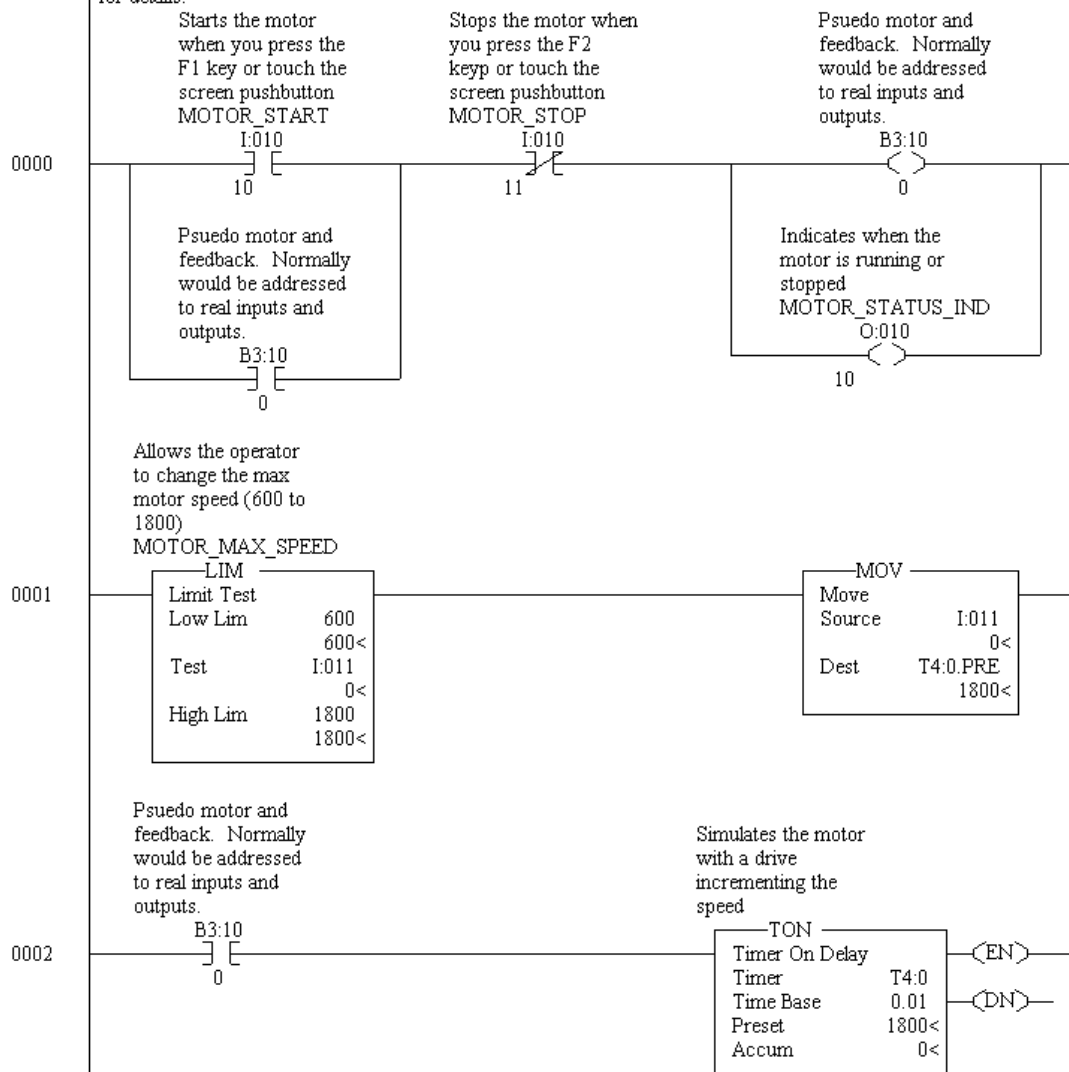 for details.
Starts the motor
when you press the
F1 key or touch the
screen pushbutton
MOTOR_START
I:010
10
Stops the motor when
you press the F2
keyp or touch the
screen pushbutton
MOTOR_STOP
I:010
11
Psuedo motor and
feedback. Normally
would be addressed
to real inputs and
outputs.
B3:10
0
0000
Psuedo motor and
feedback. Normally
would be addressed
to real inputs and
outputs.
B3:10
0
Indicates when the
motor is running or
stopped
MOTOR_STATUS_IND
O:010
10
Allows the operator
to change the max
motor speed (600 to
1800)
MOTOR_MAX_SPEED
0001
LIM
Limit Test
Low Lim 600
600<
Test I:011
0<
High Lim 1800
1800<
MOV
Move
Source I:011
0<
Dest T4:0.PRE
1800<
Psuedo motor and
feedback. Normally
would be addressed
to real inputs and
outputs.
B3:10
0
0002
Simulates the motor
with a drive
incrementing the
speed
TON
Timer On Delay
Timer T4:0
Time Base 0.01
Preset 1800<
Accum 0<
EN
DN